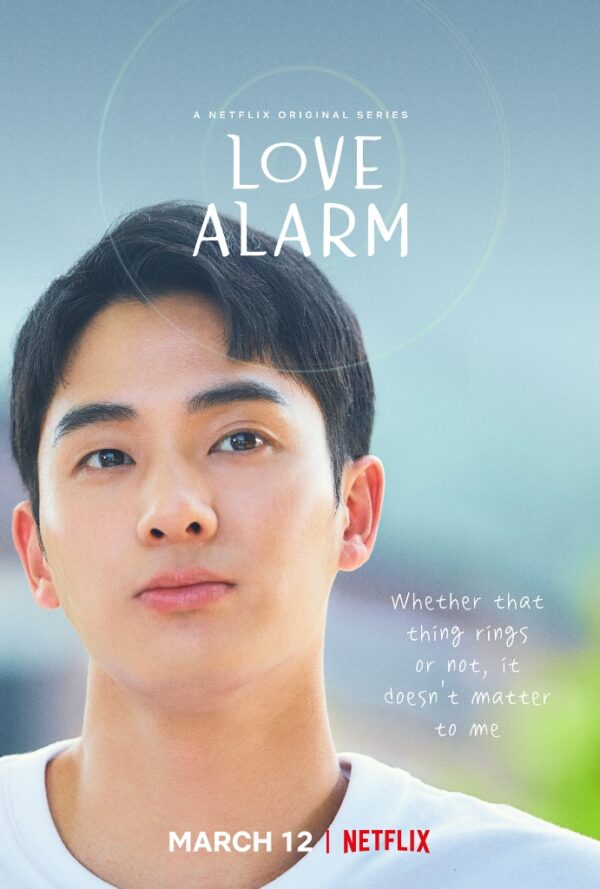 A NETFLIX ORIGINAL SERIES
LOVE
ALARM
Whether that
thing rings
or not, it
doesn't matter
to me
MARCH 12 | NETFLIX